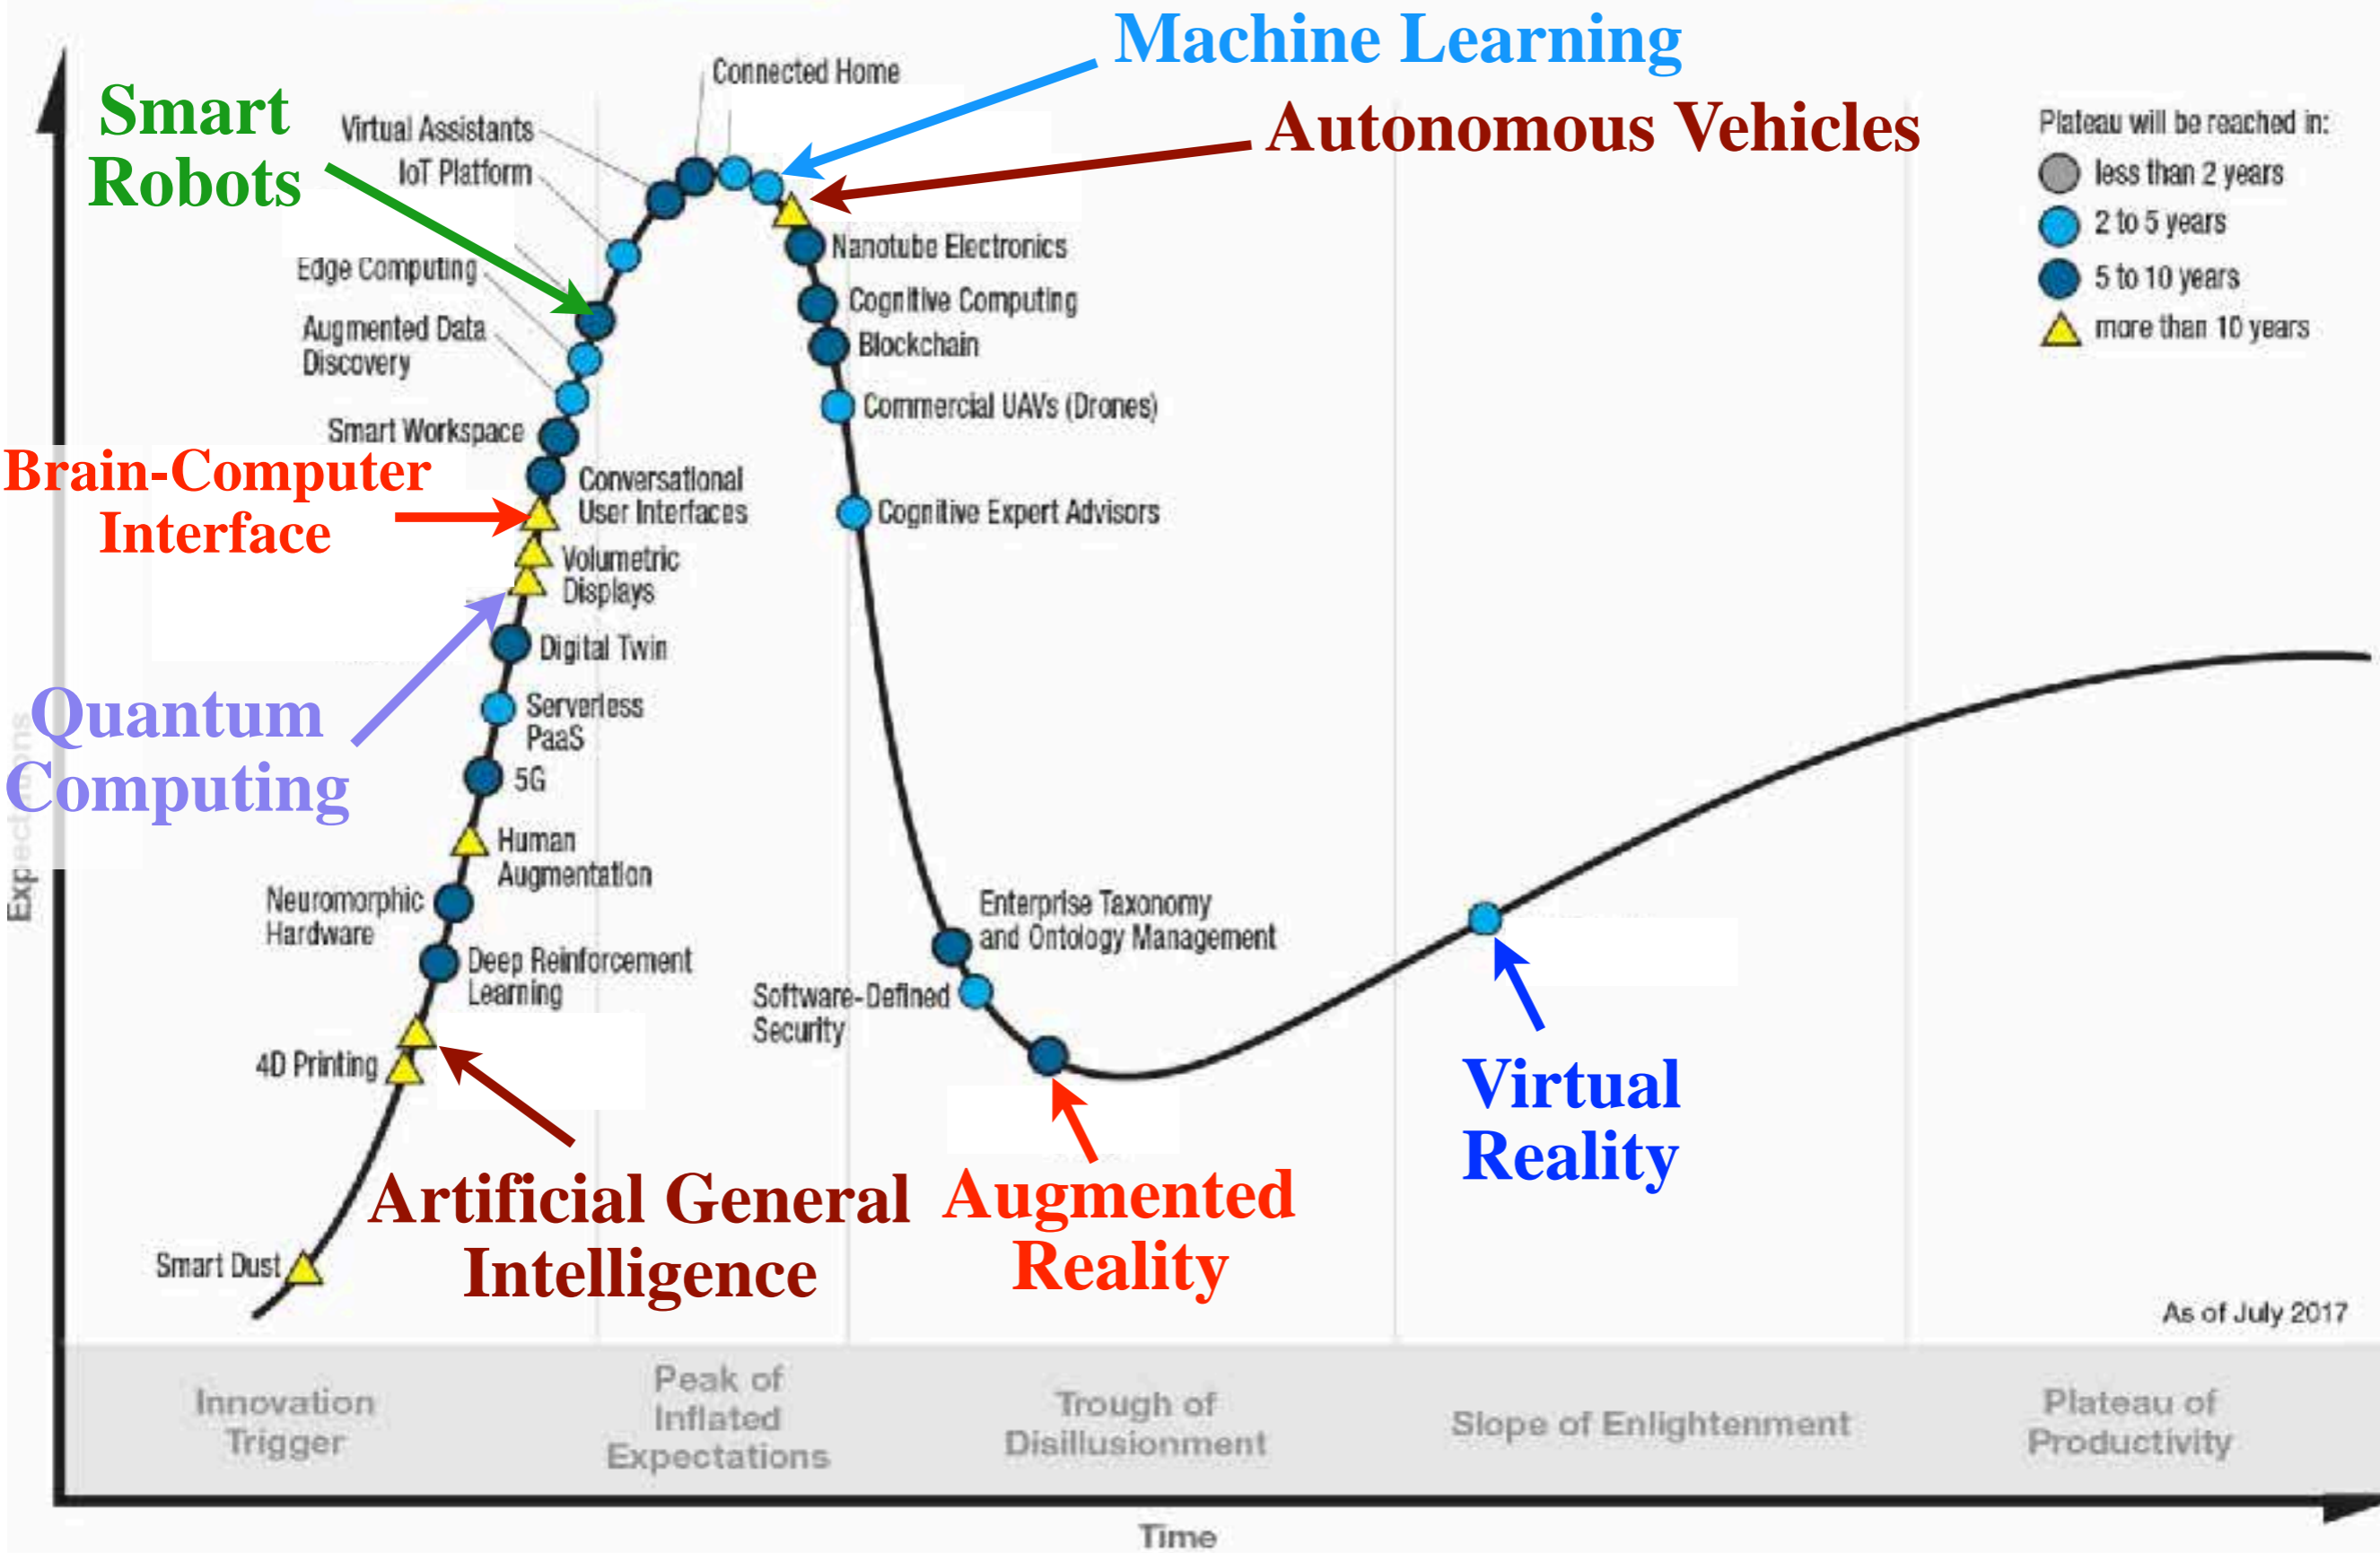 Machine Learning
Connected Home
Smart
Robots
Virtual Assistants
IoT Platform
Autonomous Vehicles
Plateau will be reached in:
less than 2 years
2 to 5 years
5 to 10 years
more than 10 years
Edge Computing
Augmented Data
Discovery
Smart Workspace
Nanotube Electronics
Cognitive Computing
Blockchain
Commercial UAVs (Drones)
Cognitive Expert Advisors
Brain-Computer
Interface
Conversational
User Interfaces
Volumetric
Displays
Digital Twin
Quantum
Computing
Serverless
PaaS
5G
Human
Augmentation
Expectations
Neuromorphic
Hardware
Deep Reinforcement
Learning
4D Printing
Enterprise Taxonomy
and Ontology Management
Software-Defined
Security
Virtual
Reality
Artificial General
Intelligence
Augmented
Reality
Smart Dust
As of July 2017
Innovation
Trigger
Peak of
Inflated
Expectations
Trough of
Disillusionment
Slope of Enlightenment
Plateau of
Productivity
Time